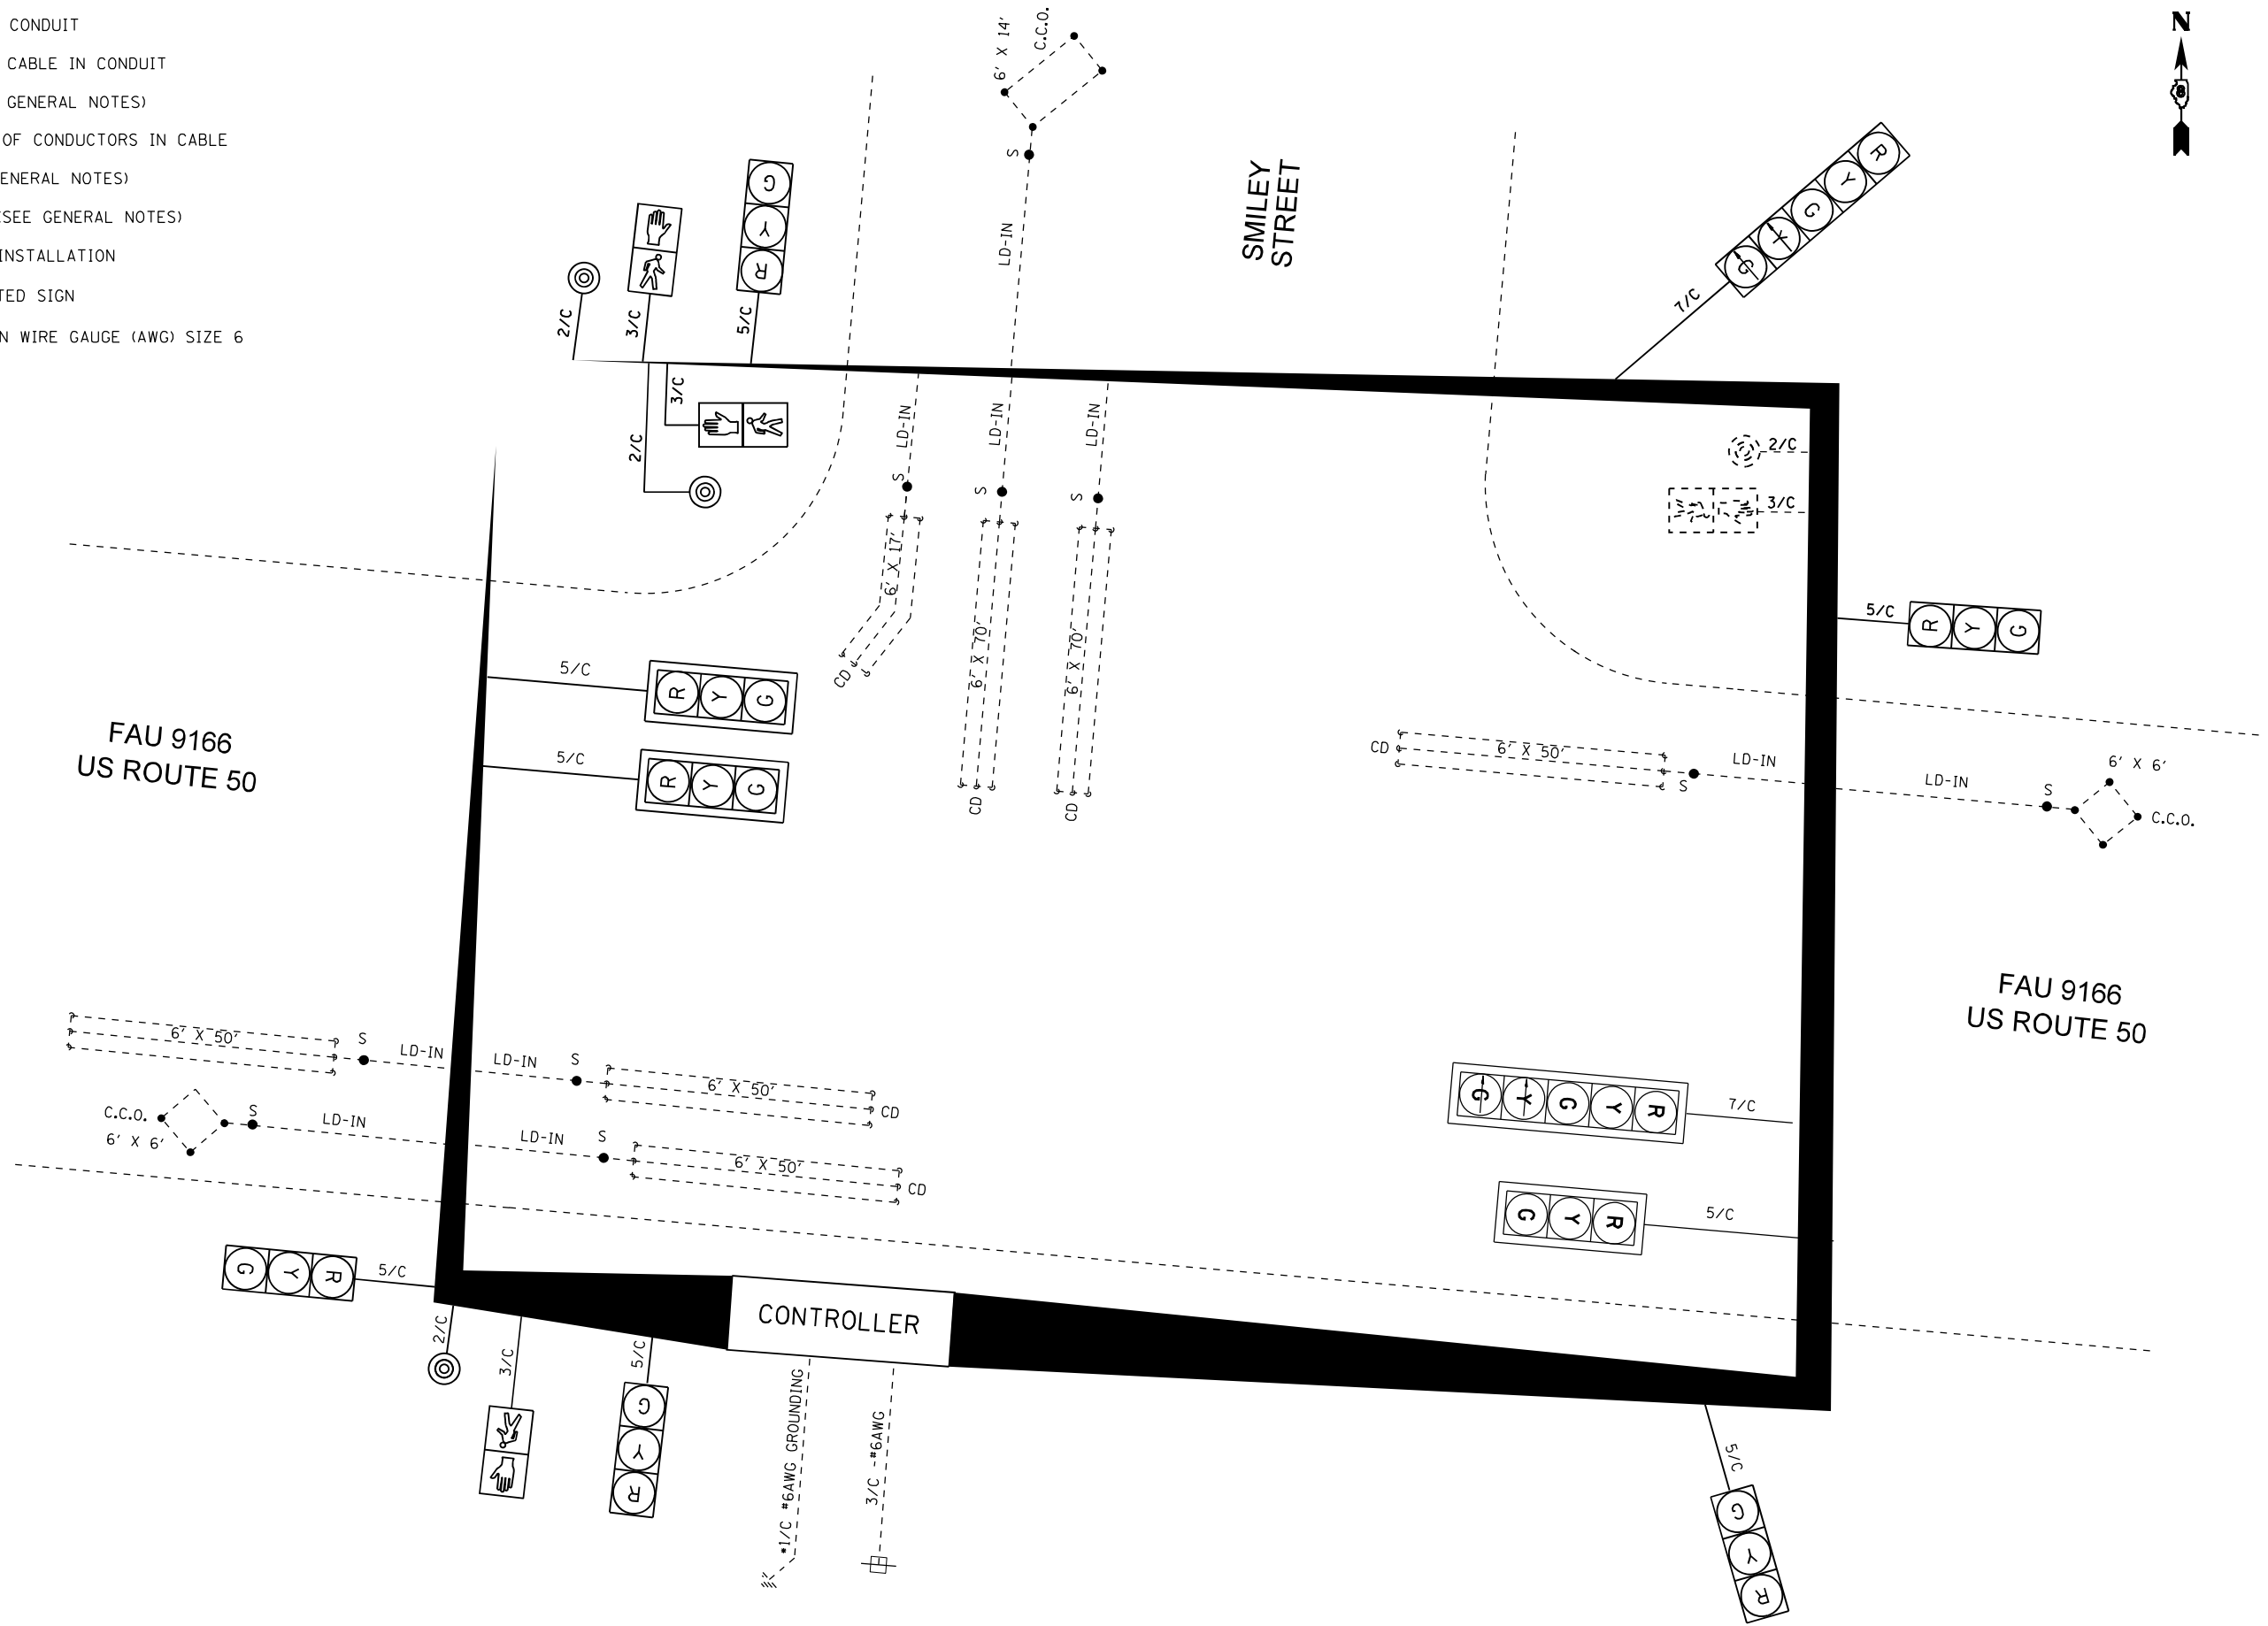 CONDUIT
CABLE IN CONDUIT
GENERAL NOTES)
OF CONDUCTORS IN CABLE
ENERAL NOTES)
SEE GENERAL NOTES)
INSTALLATION
TED SIGN
N WIRE GAUGE (AWG) SIZE 6
N
8
6' X 14'
C.C.O.
S
LD-IN
SMILEY
STREET
G
Y
R
2/C
3/C
5/C
R
Y
G
Y
G
7/C
3/C
2/C
LD-IN
LD-IN
LD-IN
S
S
S
6' X 17'
CD
6' X 70'
CD
6' X 70'
CD
2/C
3/C
5/C
R Y G
5/C
R Y G
5/C
R Y G
FAU 9166
US ROUTE 50
CD
6' X 50'
S
LD-IN
LD-IN
S
6' X 6'
C.C.O.
FAU 9166
US ROUTE 50
6' X 50'
S
LD-IN
LD-IN
S
6' X 50'
CD
C.C.O.
6' X 6'
S
LD-IN
LD-IN
S
6' X 50'
CD
G Y G Y R
7/C
G Y R
5/C
G Y R
5/C
CONTROLLER
2/C
3/C
5/C
G
Y
R
*1/C #6AWG GROUNDING
3/C -#6AWG
5/C
G
Y
R